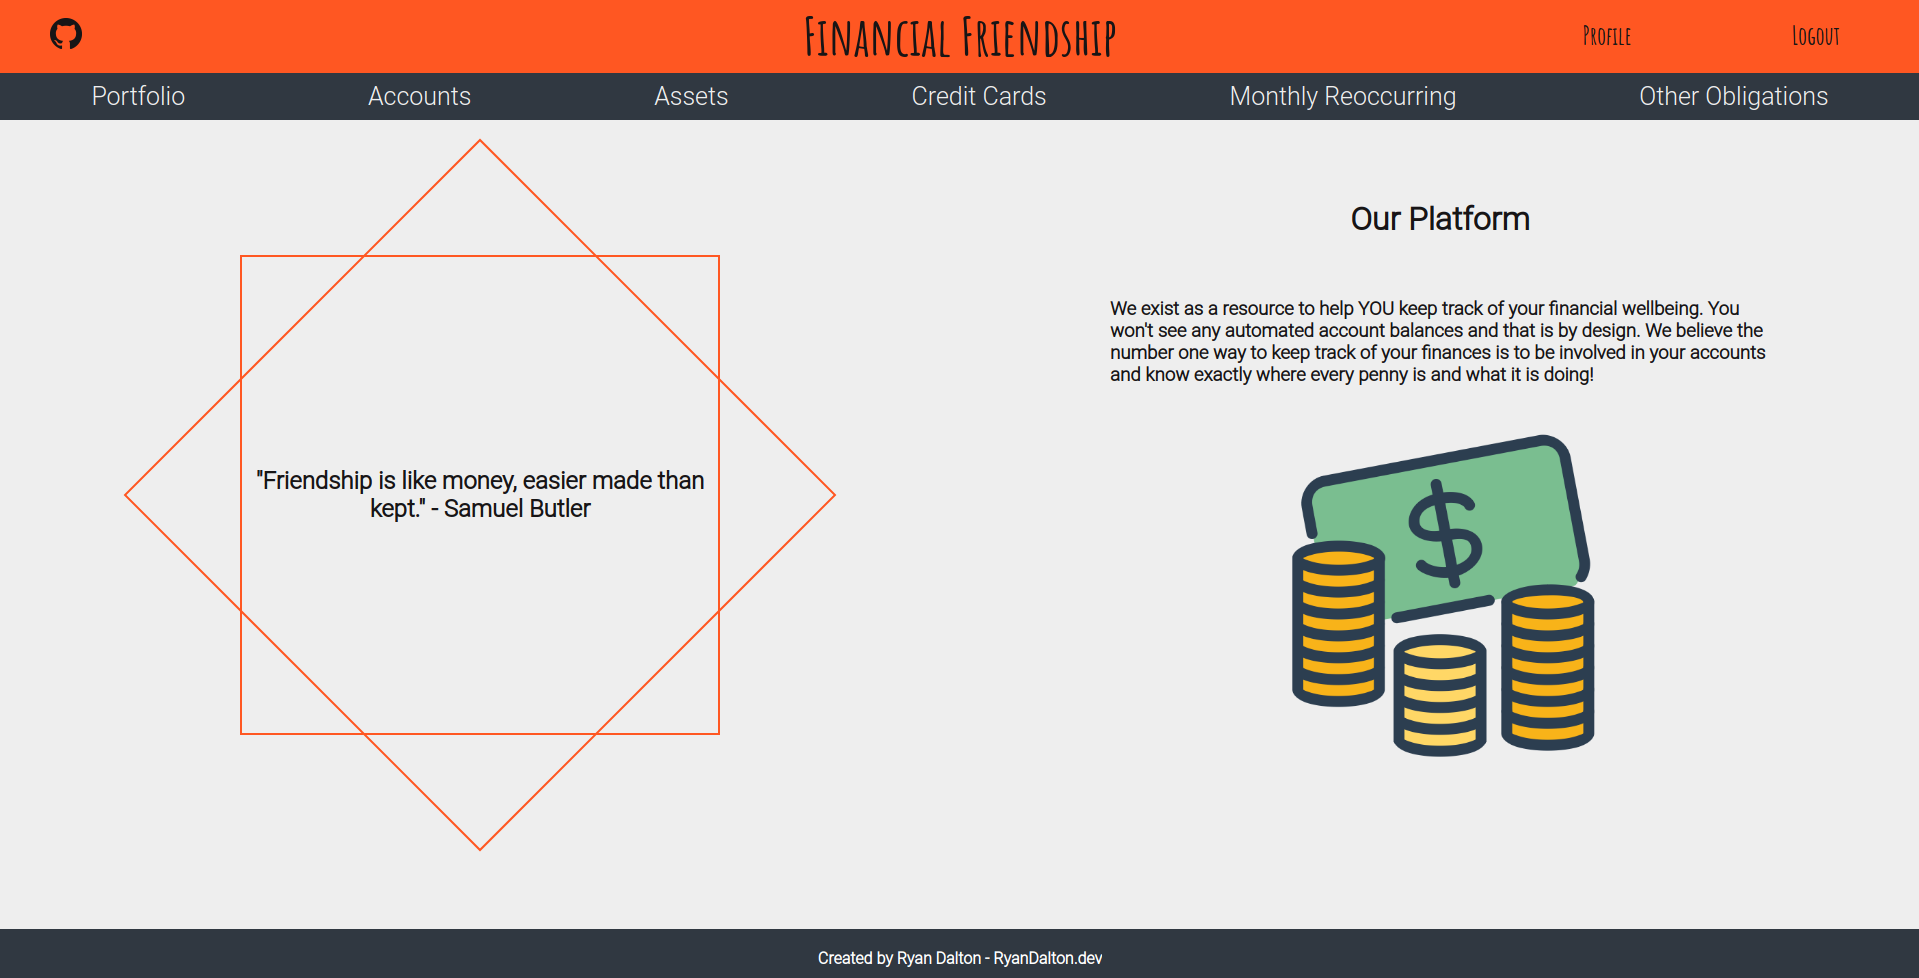 Financial Friendship
Profile
Logout
Portfolio
Accounts
Assets
Credit Cards
Monthly Reoccurring
Other Obligations
"Friendship is like money, easier made than
kept." - Samuel Butler
Our Platform
We exist as a resource to help YOU keep track of your financial wellbeing. You
won't see any automated account balances and that is by design. We believe the
number one way to keep track of your finances is to be involved in your accounts
and know exactly where every penny is and what it is doing!
$
Created by Ryan Dalton - RyanDalton.dev